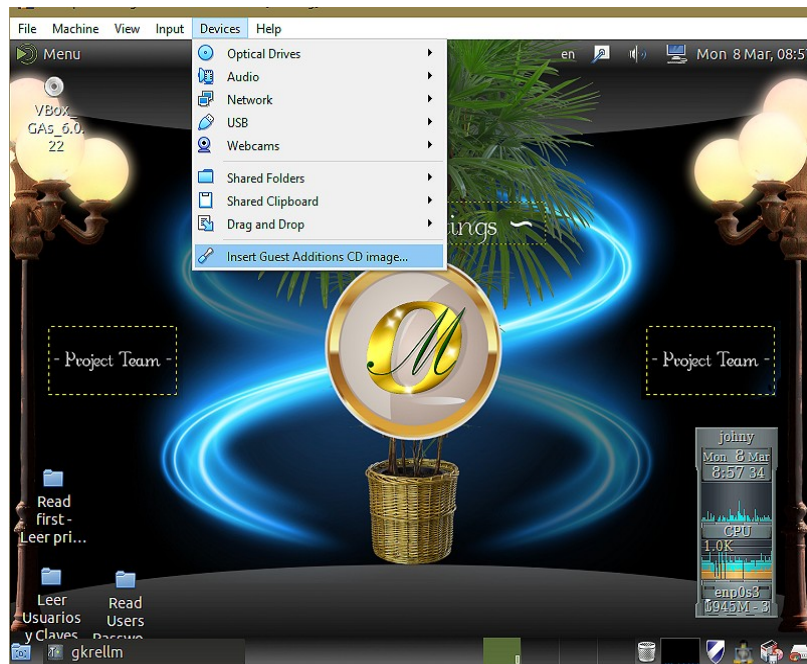 File Machine View Input Devices Help
Menu
en
Mon 8 Mar, 08:57
Optical Drives
Audio
Network
USB
Webcams
Shared Folders
Shared Clipboard
Drag and Drop
Insert Guest Additions CD image...
VBox_
GAs_6.0.
22
ings ~
- Project Team -
- Project Team -
OM
johny
Mon 8 Mar
8:57 34
CPU
1.0K
enp0s3
Read
first -
Leer pri...
Leer
Usuarios
y Claves
Read
Users
gkrellm